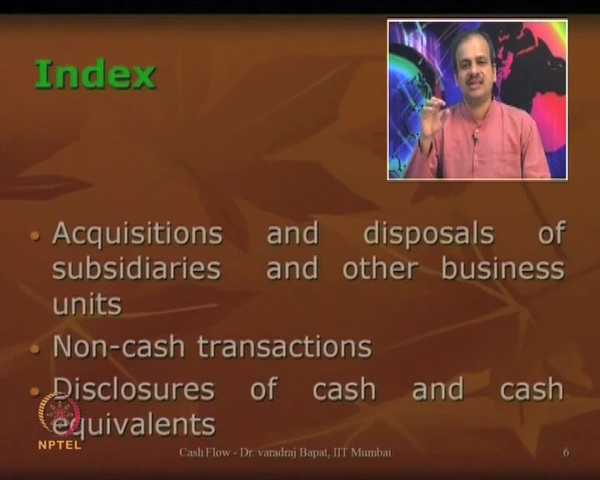 Index
• Acquisitions and disposals of
subsidiaries and other business
units
• Non-cash transactions
• Disclosures of cash and cash
equivalents
NPTEL
Cash Flow - Dr. varadraj Bapat, IIT Mumbai
6